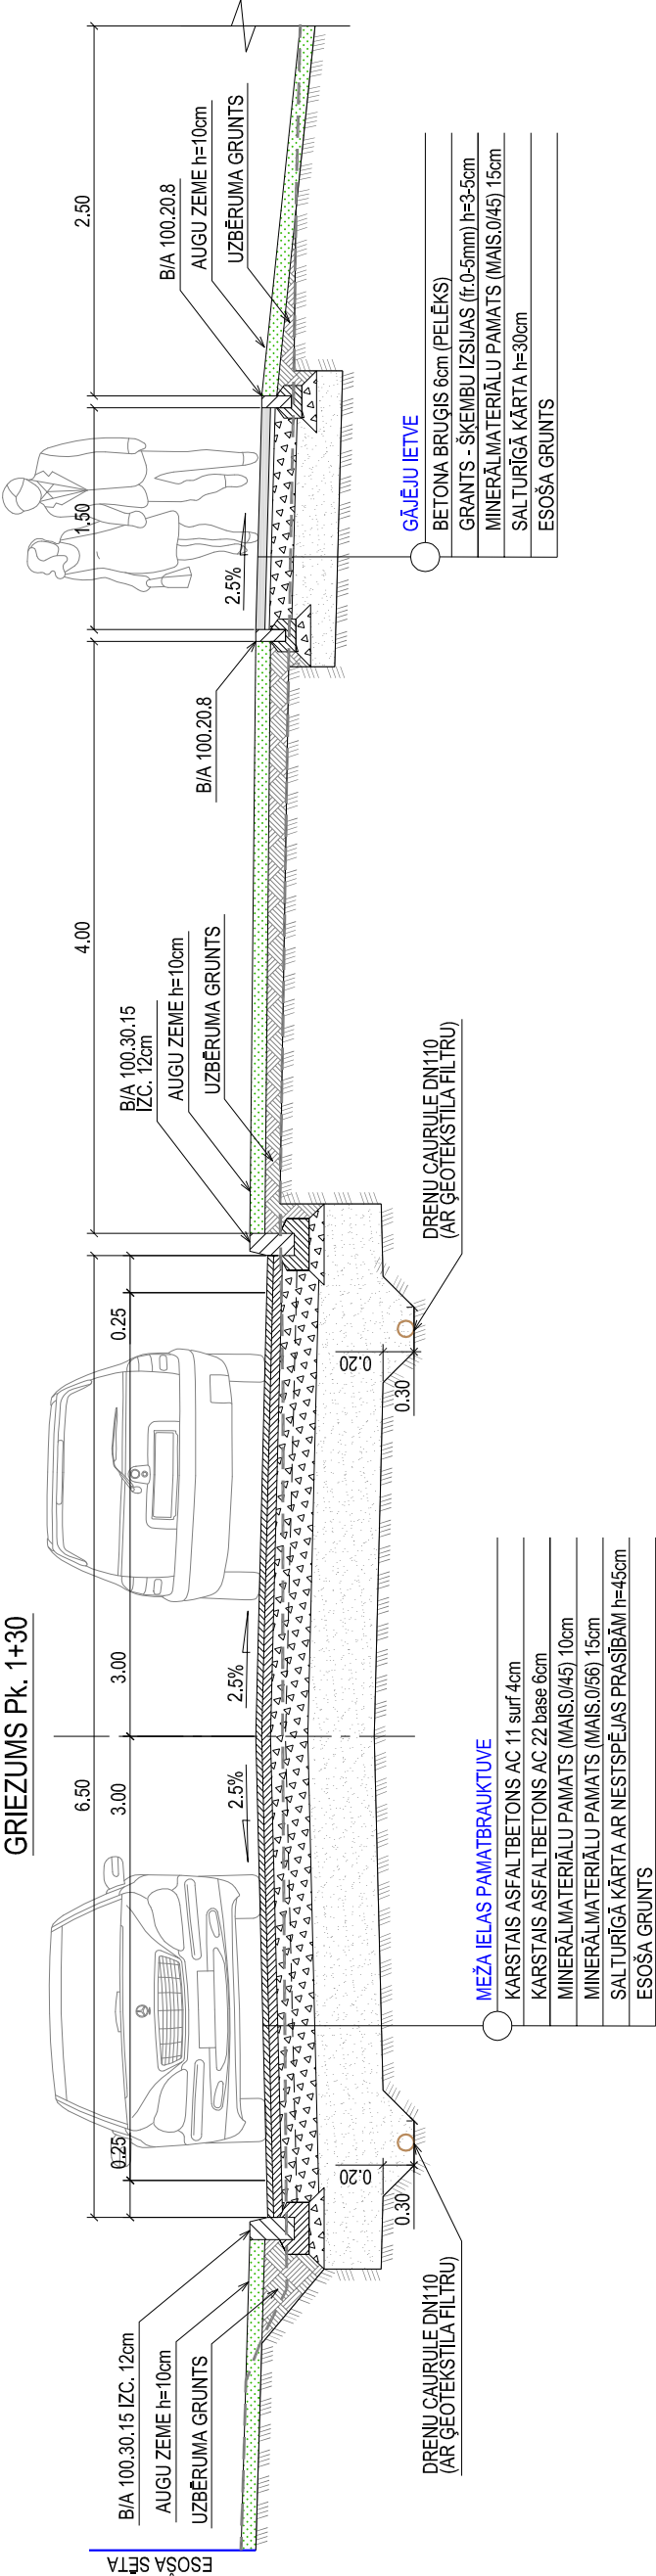 GRIEZUMS Pk. 1+30
6.50
0.25
3.00
3.00
0.25
4.00
1.50
2.50
2.5%
2.5%
2.5%
ESOŠA SĒTA
B/A 100.30.15 IZC. 12cm
AUGU ZEME h=10cm
UZBĒRUMA GRUNTS
B/A 100.30.15
IZC. 12cm
AUGU ZEME h=10cm
UZBĒRUMA GRUNTS
B/A 100.20.8
B/A 100.20.8
AUGU ZEME h=10cm
UZBĒRUMA GRUNTS
0.20
0.30
DRENU CAURULE DN110
(AR ĢEOTEKSTILA FILTRU)
0.20
0.30
DRENU CAURULE DN110
(AR ĢEOTEKSTILA FILTRU)
MEŽA IELAS PAMATBRAUKTUVE
KARSTAIS ASFALTBETONS AC 11 surf 4cm
KARSTAIS ASFALTBETONS AC 22 base 6cm
MINERĀLMATERIĀLU PAMATS (MAIS.0/45) 10cm
MINERĀLMATERIĀLU PAMATS (MAIS.0/56) 15cm
SALTURĪGĀ KĀRTA AR NESTSPĒJAS PRASĪBĀM h=45cm
ESOŠA GRUNTS
GĀJĒJU IETVE
BETONA BRUĢIS 6cm (PELĒKS)
GRANTS - ŠĶEMBU IZSIJAS (fr.0-5mm) h=3-5cm
MINERĀLMATERIĀLU PAMATS (MAIS.0/45) 15cm
SALTURĪGĀ KĀRTA h=30cm
ESOŠA GRUNTS